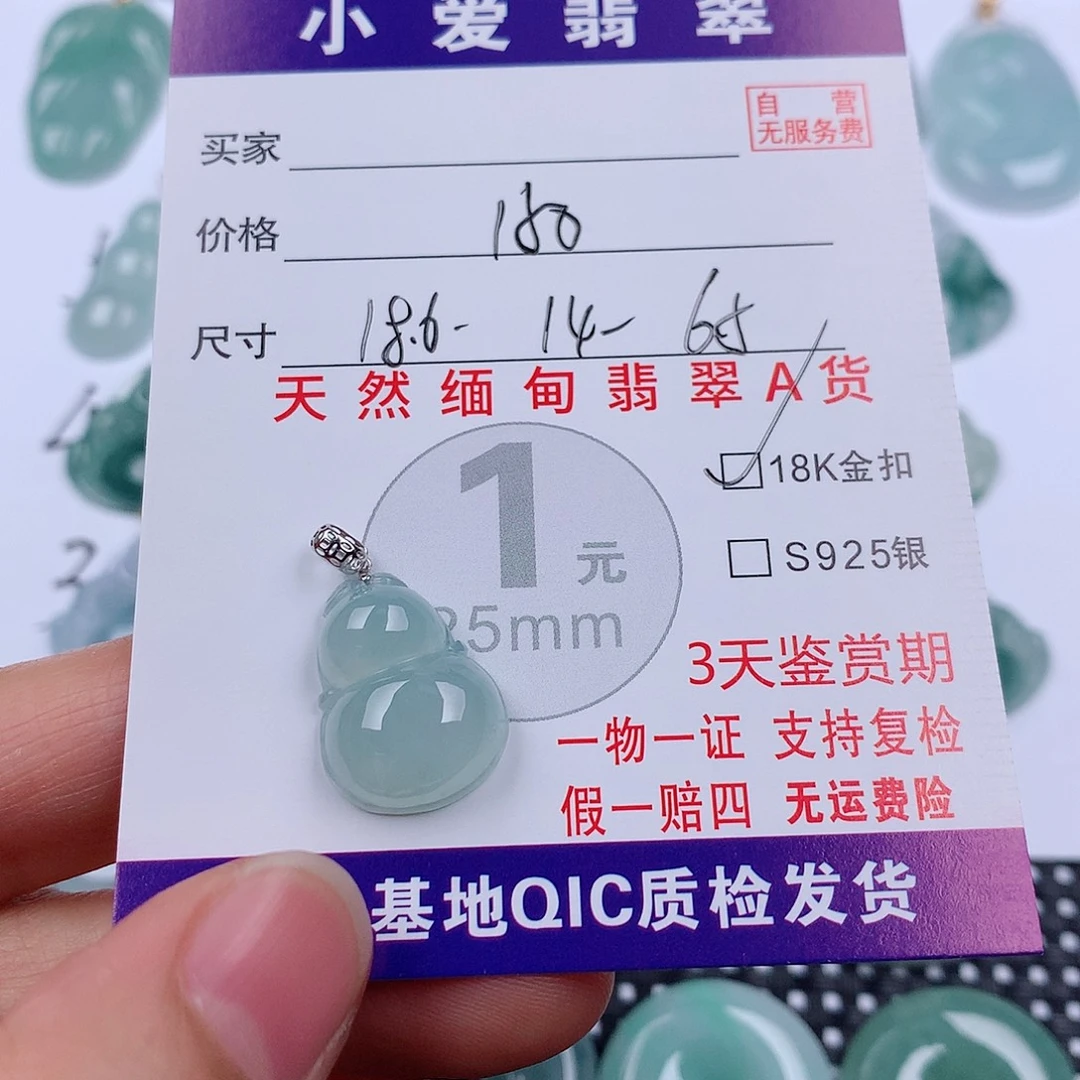 小爱翡翠
自营
无服务费
买家
价格 180
尺寸 18.6- 14- 6.5
天然缅甸翡翠A货
1元
25mm
18K金扣
S925银
3天鉴赏期
一物一证 支持复检
假一赔四 无运费险
基地QIC质检发货
2